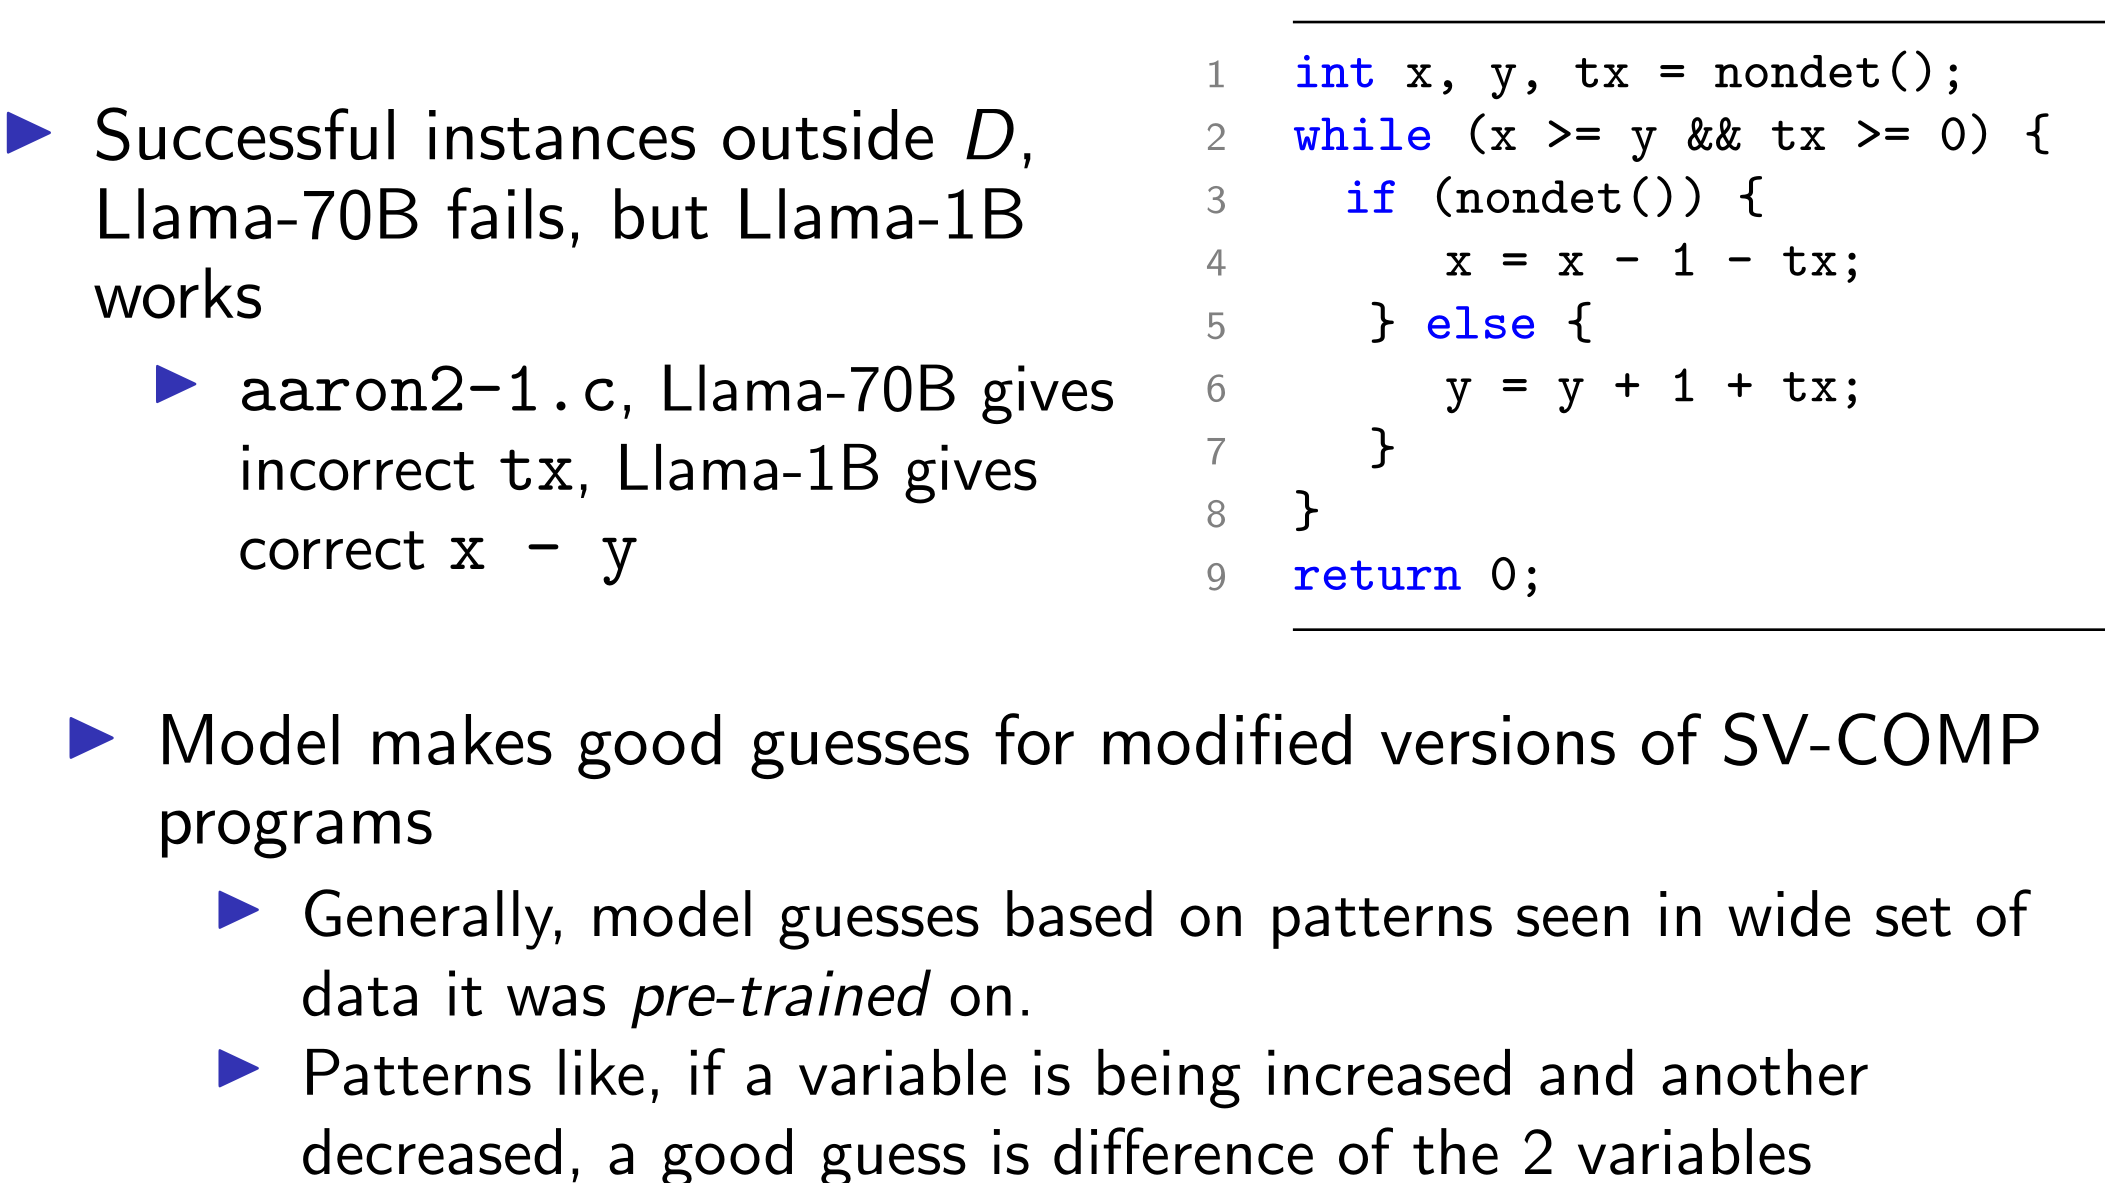 ▶ Successful instances outside D,
Llama-70B fails, but Llama-1B
works
▶ aaron2-1.c, Llama-70B gives
incorrect tx, Llama-1B gives
correct x - y
1 int x, y, tx = nondet();
2 while (x >= y && tx >= 0) {
3 if (nondet()) {
4 x = x - 1 - tx;
5 } else {
6 y = y + 1 + tx;
7 }
8 }
9 return 0;
▶ Model makes good guesses for modified versions of SV-COMP
programs
▶ Generally, model guesses based on patterns seen in wide set of
data it was pre-trained on.
▶ Patterns like, if a variable is being increased and another
decreased, a good guess is difference of the 2 variables